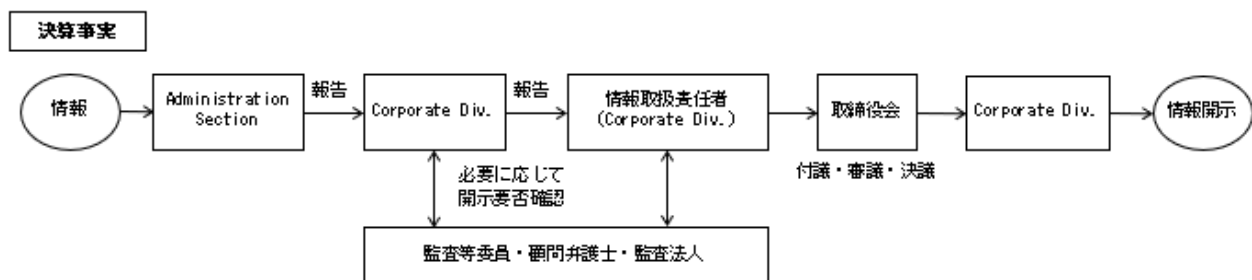 決算事実
情報
Administration
Section
報告
Corporate Div.
報告
情報取扱責任者
(Corporate Div.)
取締役会
Corporate Div.
情報開示
必要に応じて
開示要否確認
付議・審議・決議
監査等委員・顧問弁護士・監査法人